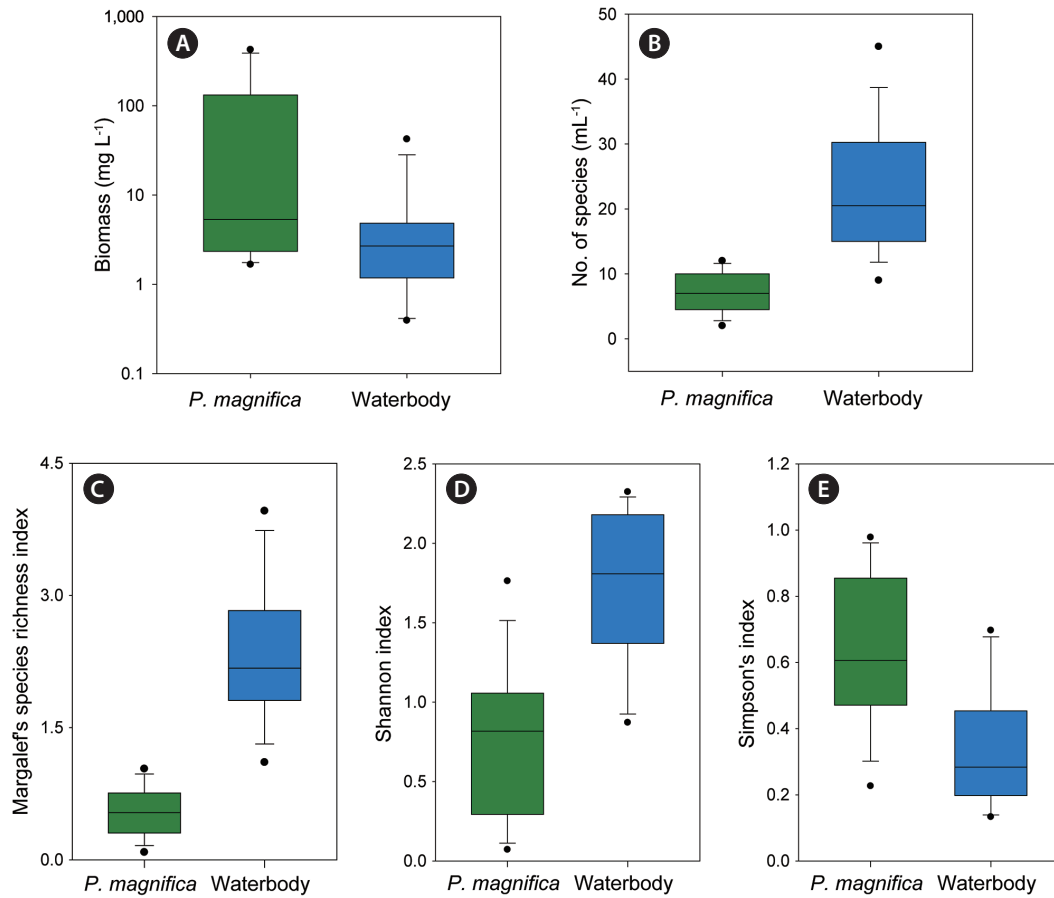 A
Biomass (mg L-1)
1,000
100
10
1
0.1
P. magnifica
Waterbody
B
No. of species (mL-1)
50
40
30
20
10
0
P. magnifica
Waterbody
C
Margalef's species richness index
4.5
3.0
1.5
0.0
P. magnifica
Waterbody
D
Shannon index
2.5
2.0
1.5
1.0
0.5
0.0
P. magnifica
Waterbody
E
Simpson's index
1.2
1.0
0.8
0.6
0.4
0.2
0.0
P. magnifica
Waterbody